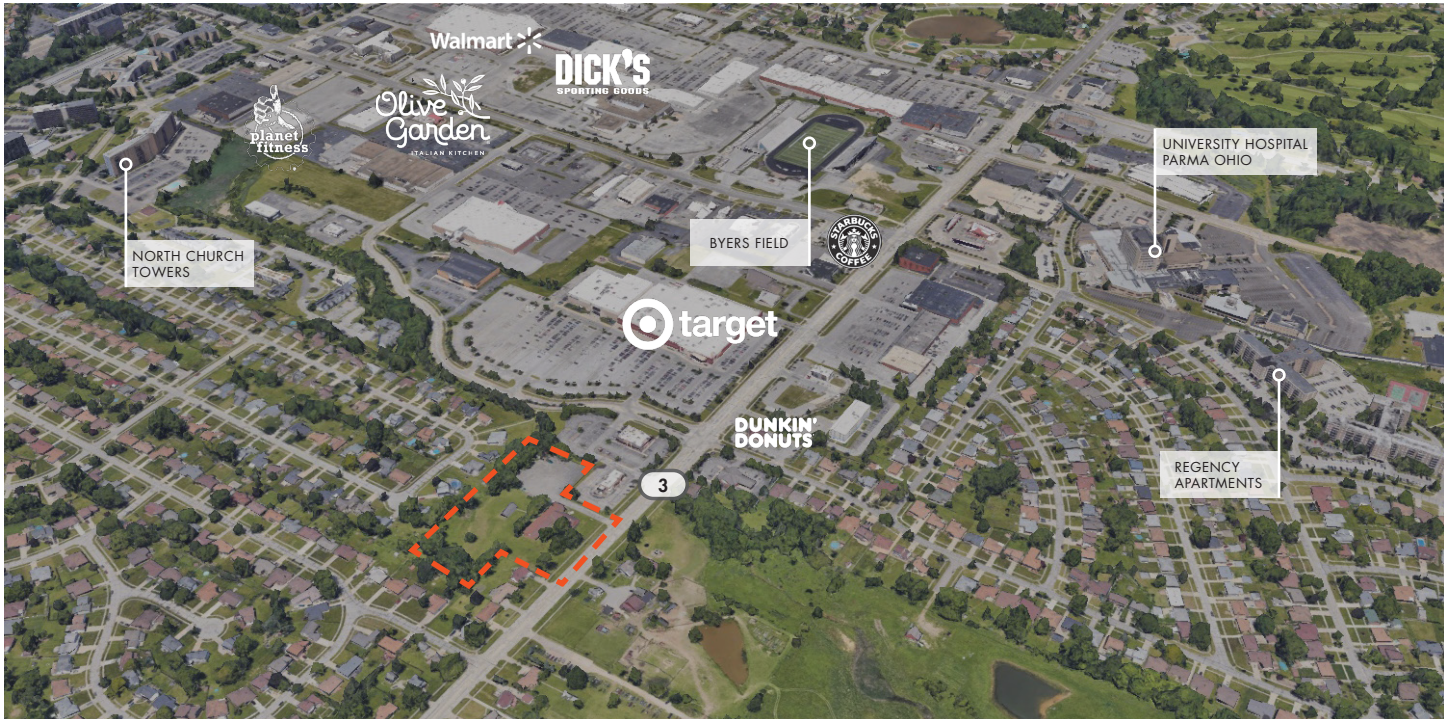 Walmart
DICK'S
SPORTING GOODS
Olive
Garden
ITALIAN KITCHEN
planet
fitness
UNIVERSITY HOSPITAL
PARMA OHIO
NORTH CHURCH
TOWERS
BYERS FIELD
STARBUCKS
COFFEE
target
DUNKIN'
DONUTS
3
REGENCY
APARTMENTS